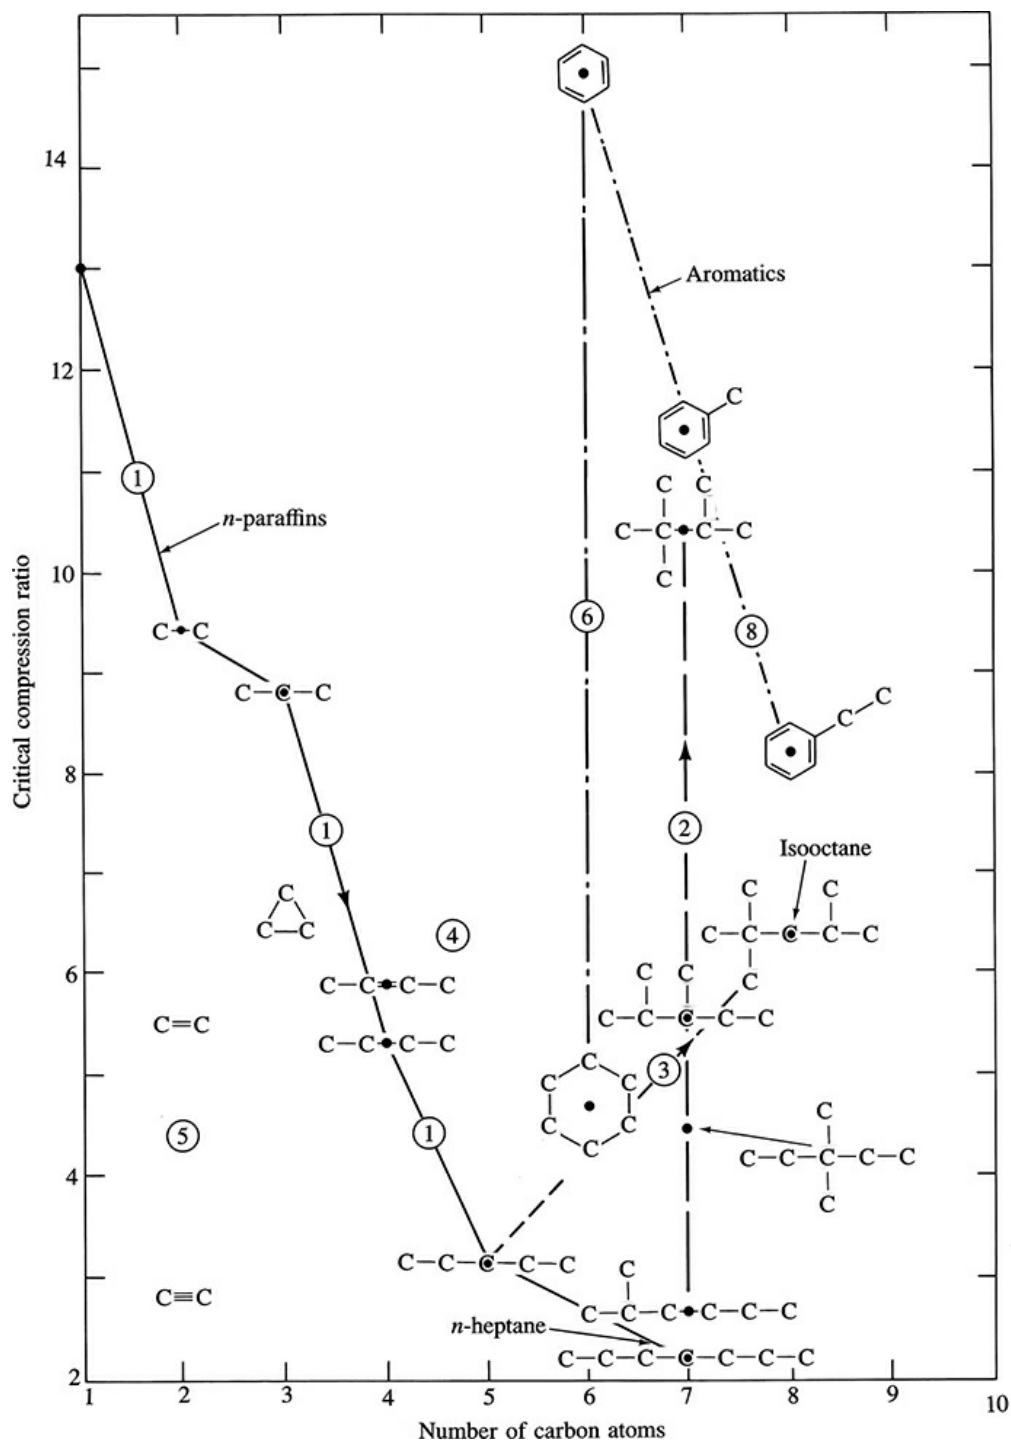 14
Aromatics
12
C
1
C C
n-paraffins
C—C—C—C
C
10
6
C—C
8
C
C—C—C
C
8
1
2
Isooctane
C
C—C
4
C C
C—C—C—C—C
6
C—C=C—C
C C
C
C=C
C—C—C—C—C
C—C—C—C
C
C C
3
C
5
1
C C
C
C—C—C—C—C
4
C
C—C—C—C—C
C
C≡C
C—C—C—C—C—C
n-heptane
C—C—C—C—C—C—C
2
1 2 3 4 5 6 7 8 9 10
Number of carbon atoms
Critical compression ratio